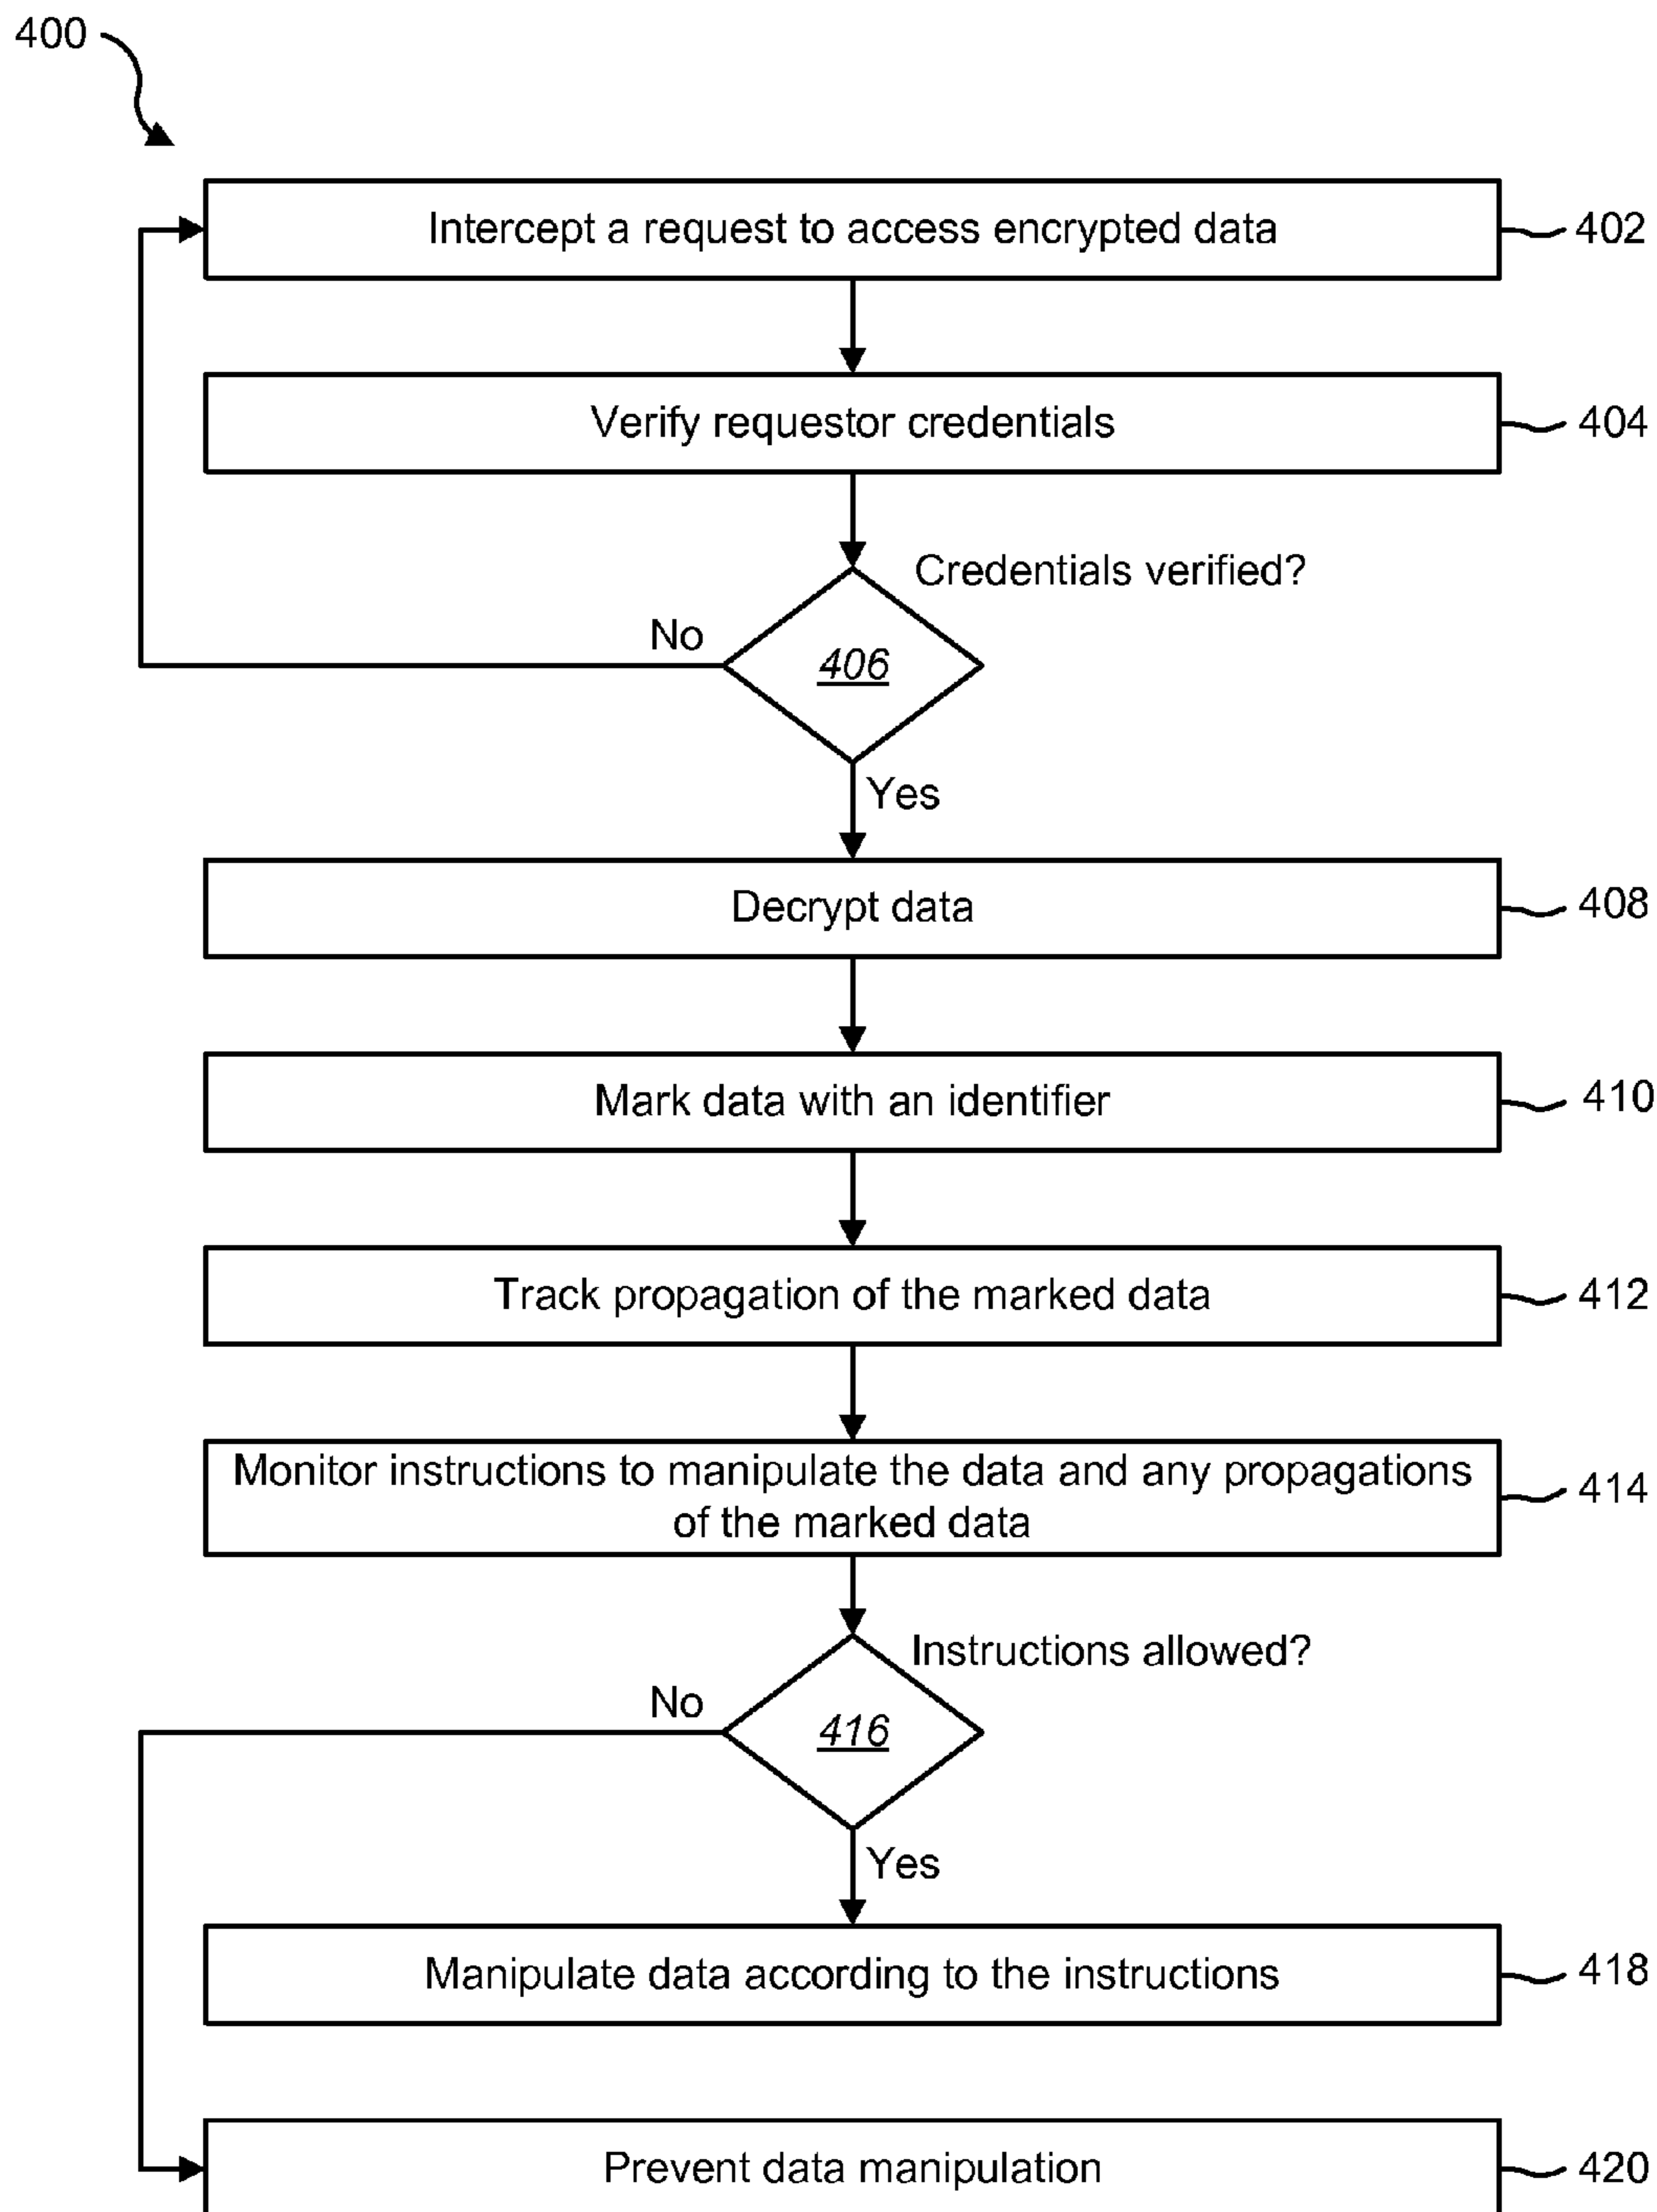 400
Intercept a request to access encrypted data
402
Verify requestor credentials
404
Credentials verified?
No
406
Yes
Decrypt data
408
Mark data with an identifier
410
Track propagation of the marked data
412
Monitor instructions to manipulate the data and any propagations
of the marked data
414
Instructions allowed?
No
416
Yes
Manipulate data according to the instructions
418
Prevent data manipulation
420